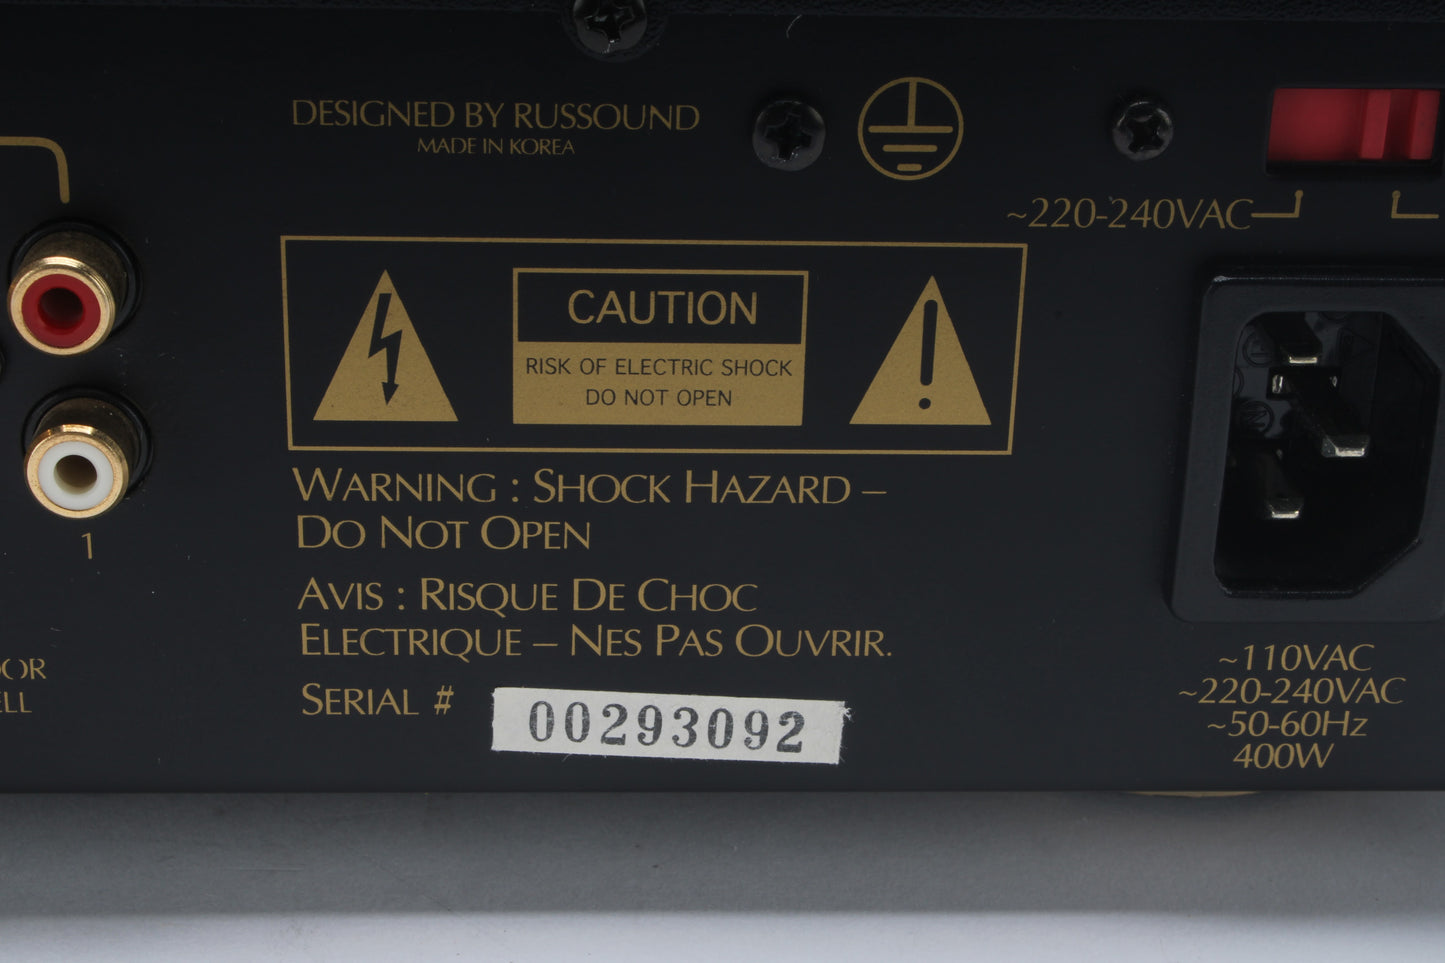 DESIGNED BY RUSSOUND
MADE IN KOREA
~220-240VAC
CAUTION
RISK OF ELECTRIC SHOCK
DO NOT OPEN
WARNING : SHOCK HAZARD –
DO NOT OPEN
1
AVIS : RISQUE DE CHOC
ELECTRIQUE – NES PAS OUVRIR.
SERIAL # 00293092
~110VAC
~220-240VAC
~50-60Hz
400W